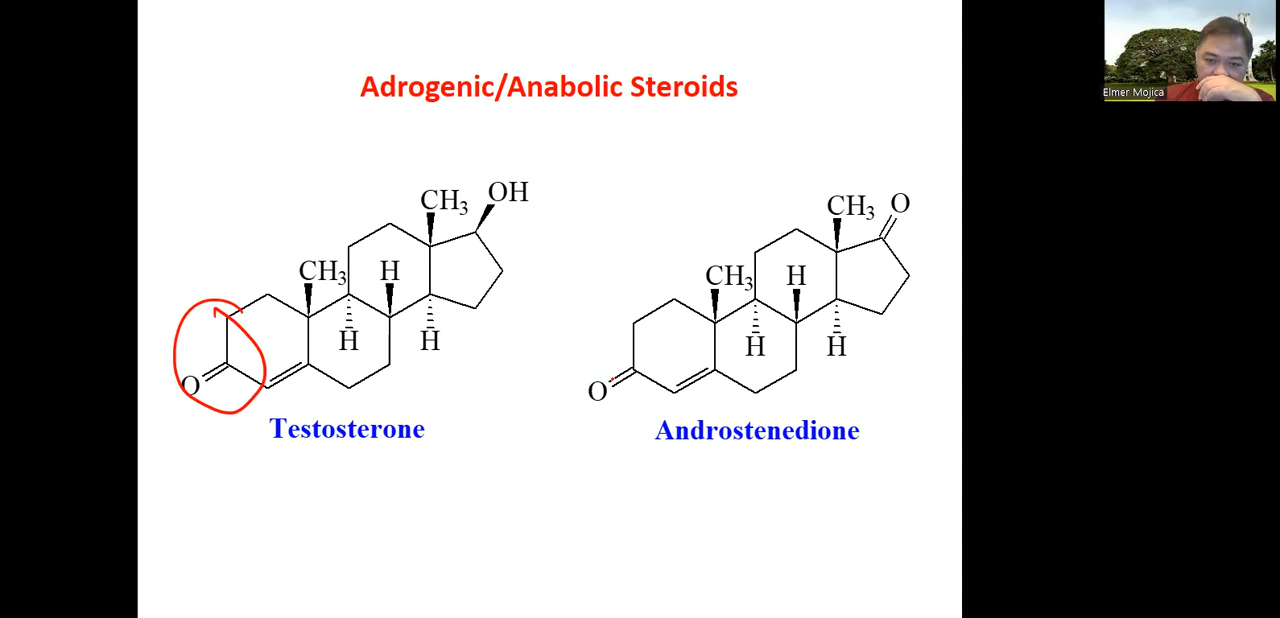 Adrogenic/Anabolic Steroids
Elmer Mojica
CH3 OH
CH3 H
H H
O
Testosterone
CH3 O
CH3 H
H H
O
Androstenedione